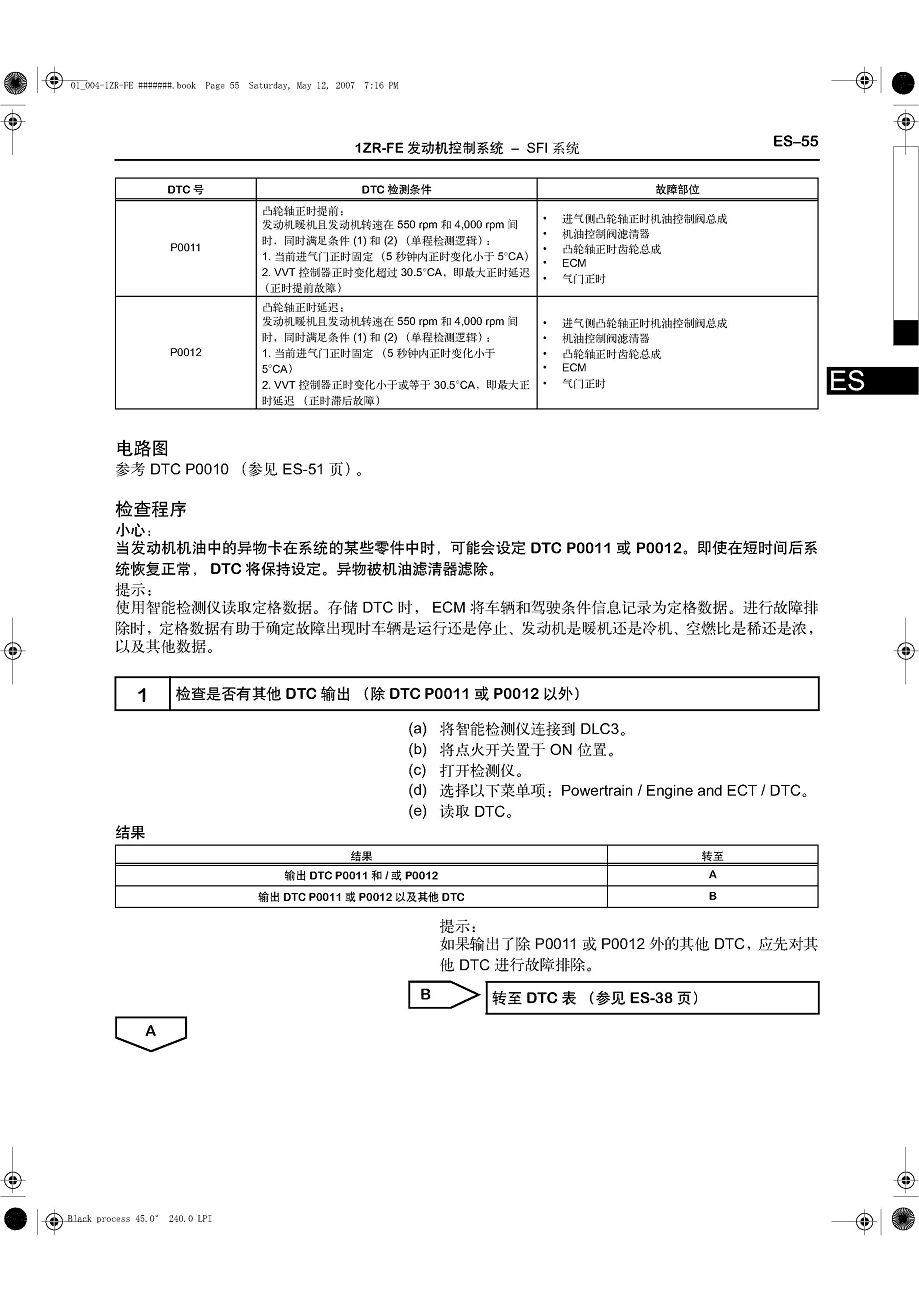 01_004-1ZR-FE #######.book Page 55 Saturday, May 12, 2007 7:16 PM
1ZR-FE 发动机控制系统 – SFI 系统
ES–55
DTC 号
DTC 检测条件
故障部位
P0011
凸轮轴正时提前：
发动机暖机且发动机转速在 550 rpm 和 4,000 rpm 间
时，同时满足条件 (1) 和 (2) （单程检测逻辑）：
1. 当前进气门正时固定 （5 秒钟内正时变化小于 5°CA）
2. VVT 控制器正时变化超过 30.5°CA，即最大正时延迟
（正时提前故障）
• 进气侧凸轮轴正时机油控制阀总成
• 机油控制阀滤清器
• 凸轮轴正时齿轮总成
• ECM
• 气门正时
P0012
凸轮轴正时延迟：
发动机暖机且发动机转速在 550 rpm 和 4,000 rpm 间
时，同时满足条件 (1) 和 (2) （单程检测逻辑）：
1. 当前进气门正时固定 （5 秒钟内正时变化小于
5°CA）
2. VVT 控制器正时变化小于或等于 30.5°CA，即最大正
时延迟 （正时滞后故障）
• 进气侧凸轮轴正时机油控制阀总成
• 机油控制阀滤清器
• 凸轮轴正时齿轮总成
• ECM
• 气门正时
ES
电路图
参考 DTC P0010 （参见 ES-51 页）。
检查程序
小心：
当发动机机油中的异物卡在系统的某些零件中时，可能会设定 DTC P0011 或 P0012。即使在短时间后系
统恢复正常， DTC 将保持设定。异物被机油滤清器滤除。
提示：
使用智能检测仪读取定格数据。存储 DTC 时， ECM 将车辆和驾驶条件信息记录为定格数据。进行故障排
除时，定格数据有助于确定故障出现时车辆是运行还是停止、发动机是暖机还是冷机、空燃比是稀还是浓，
以及其他数据。
1 检查是否有其他 DTC 输出 （除 DTC P0011 或 P0012 以外）
(a) 将智能检测仪连接到 DLC3。
(b) 将点火开关置于 ON 位置。
(c) 打开检测仪。
(d) 选择以下菜单项：Powertrain / Engine and ECT / DTC。
(e) 读取 DTC。
结果
结果 转至
输出 DTC P0011 和 / 或 P0012 A
输出 DTC P0011 或 P0012 以及其他 DTC B
提示：
如果输出了除 P0011 或 P0012 外的其他 DTC，应先对其
他 DTC 进行故障排除。
B 转至 DTC 表 （参见 ES-38 页）
A
Black process 45.0° 240.0 LPI